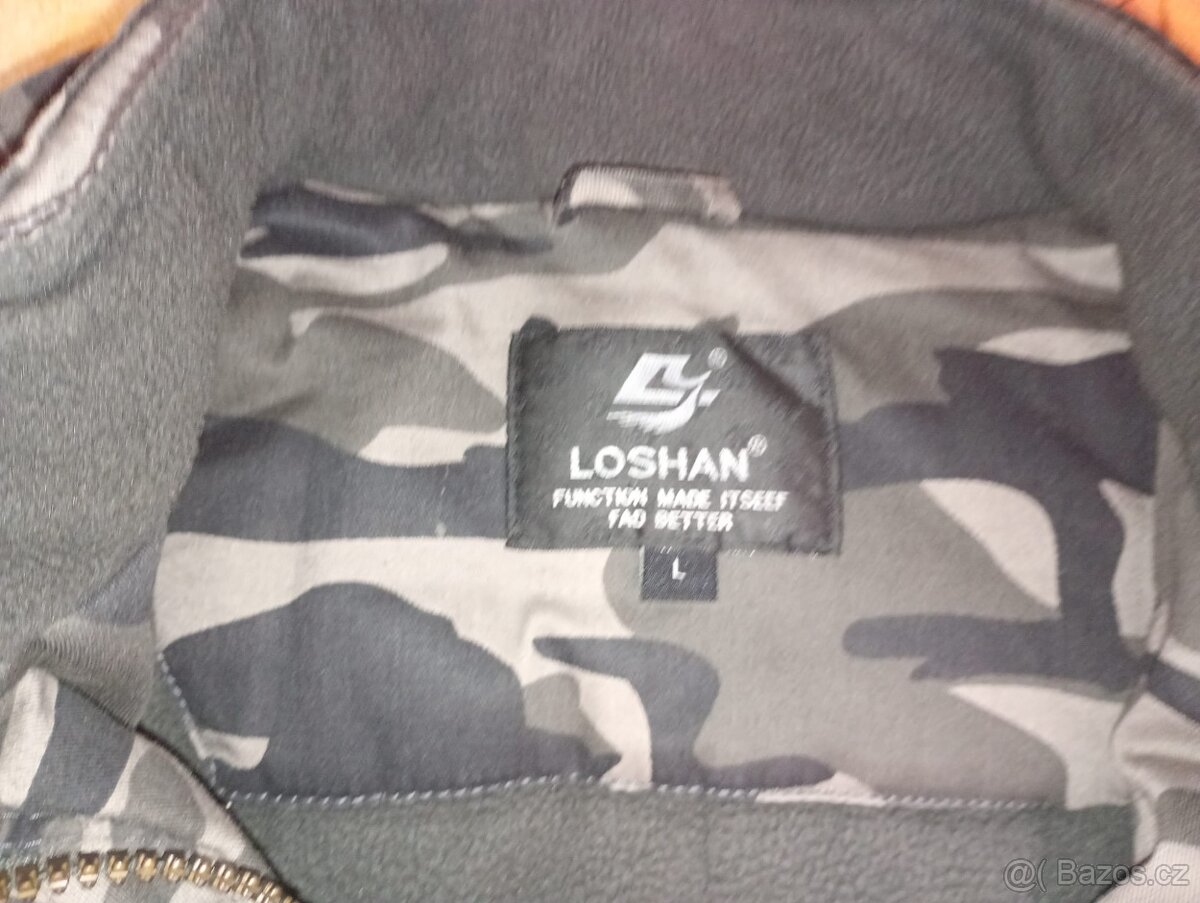 LOSHAN®
FUNCTION MADE ITSEEF
FAD BETTER
L
@( Bazos.cz